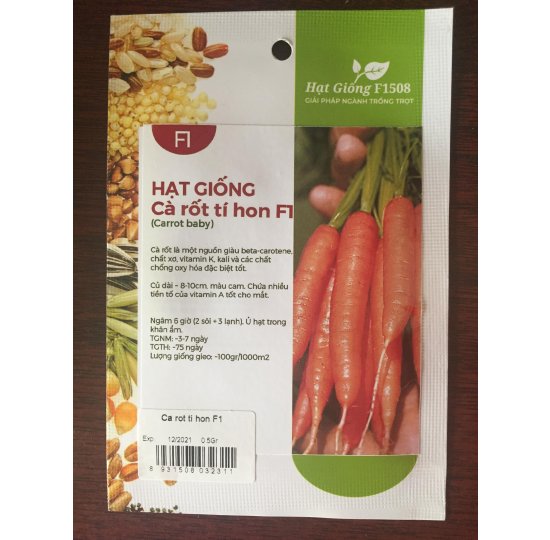 Hạt Giống F1508
GIẢI PHÁP NGÀNH TRỒNG TRỌT
F1
HẠT GIỐNG
Cà rốt tí hon F1
(Carrot baby)
Cà rốt là một nguồn giàu beta-carotene,
chất xơ, vitamin K, kali và các chất
chống oxy hóa đặc biệt tốt.
Củ dài ~ 8-10cm. màu cam. Chứa nhiều
tiền tố của vitamin A tốt cho mắt.
Ngâm 6 giờ (2 sôi + 3 lạnh). Ủ hạt trong
khăn ẩm.
TGNM: ~3-7 ngày
TGTH: ~75 ngày
Lượng giống gieo: ~100gr/1000m2
Ca rot ti hon F1
Exp 12/2021 0.5Gr
8 931508 032311